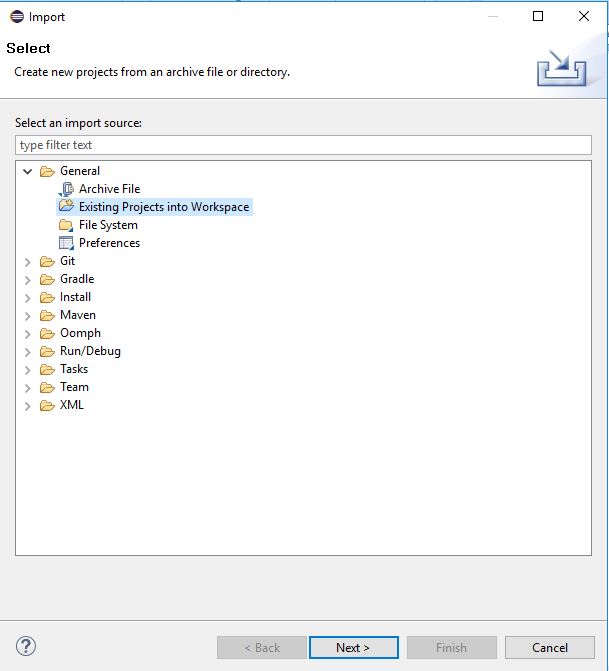 Import
Select
Create new projects from an archive file or directory.
Select an import source:
type filter text
General
Archive File
Existing Projects into Workspace
File System
Preferences
Git
Gradle
Install
Maven
Oomph
Run/Debug
Tasks
Team
XML
? < Back Next > Finish Cancel